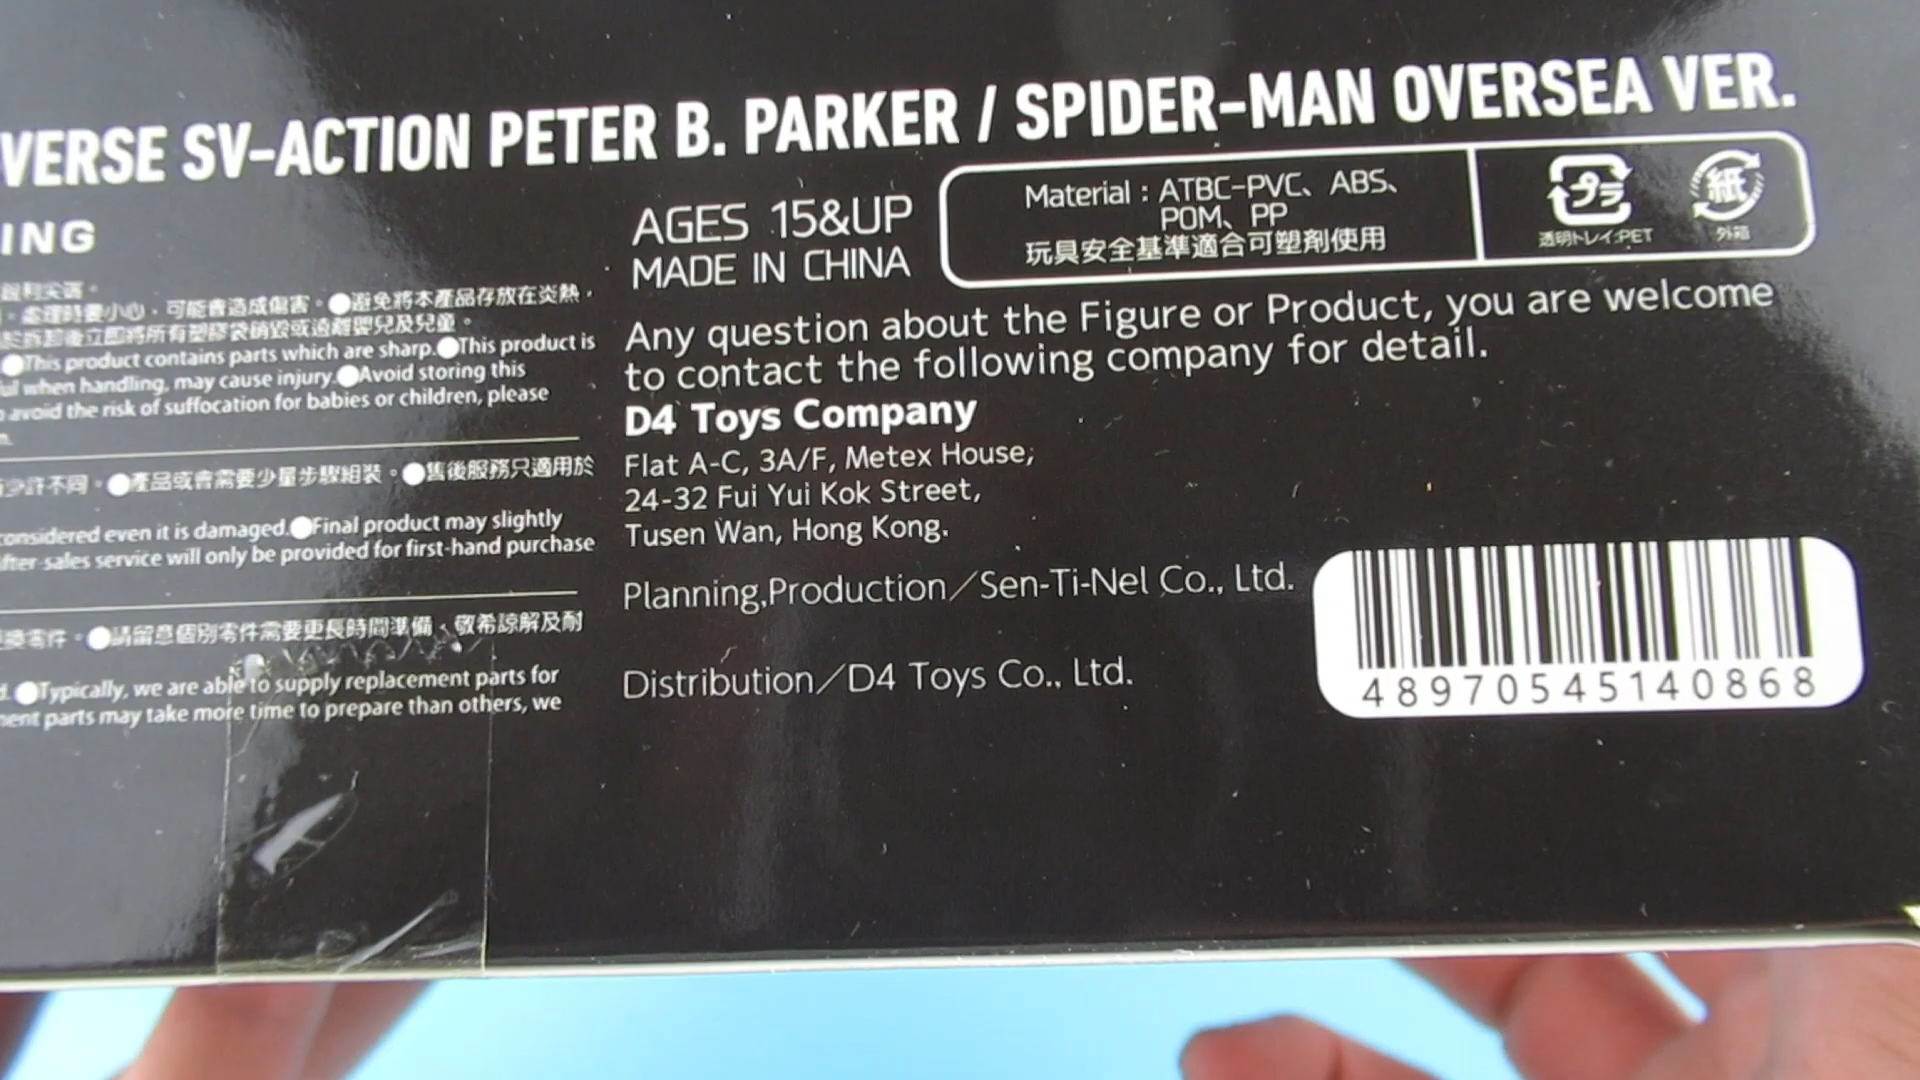 VERSE SV-ACTION PETER B. PARKER / SPIDER-MAN OVERSEA VER.
ING
可能會造成傷害。●避免將本產品存放在炎熱，
後立即將所有塑膠袋銷毀或遠離嬰兒及兒童。
●This product contains parts which are sharp.●This product is
when handling, may cause injury.●Avoid storing this
avoid the risk of suffocation for babies or children, please
少許不同。●產品或會需要少量步驟組裝。●售後服務只適用於
considered even it is damaged.●Final product may slightly
After sales service will only be provided for first-hand purchase
零件。●請留意個別零件需要更長時間準備，敬希諒解及耐
●Typically, we are able to supply replacement parts for
parts may take more time to prepare than others, we
AGES 15&UP
MADE IN CHINA
Material : ATBC-PVC、ABS、
POM、PP
玩具安全基準適合可塑剤使用
プラ
透明トレイ:PET
紙
外箱
Any question about the Figure or Product, you are welcome
to contact the following company for detail.
D4 Toys Company
Flat A-C, 3A/F, Metex House,
24-32 Fui Yui Kok Street,
Tusen Wan, Hong Kong.
Planning,Production／Sen-Ti-Nel Co., Ltd.
Distribution／D4 Toys Co., Ltd.
4897054514086​8